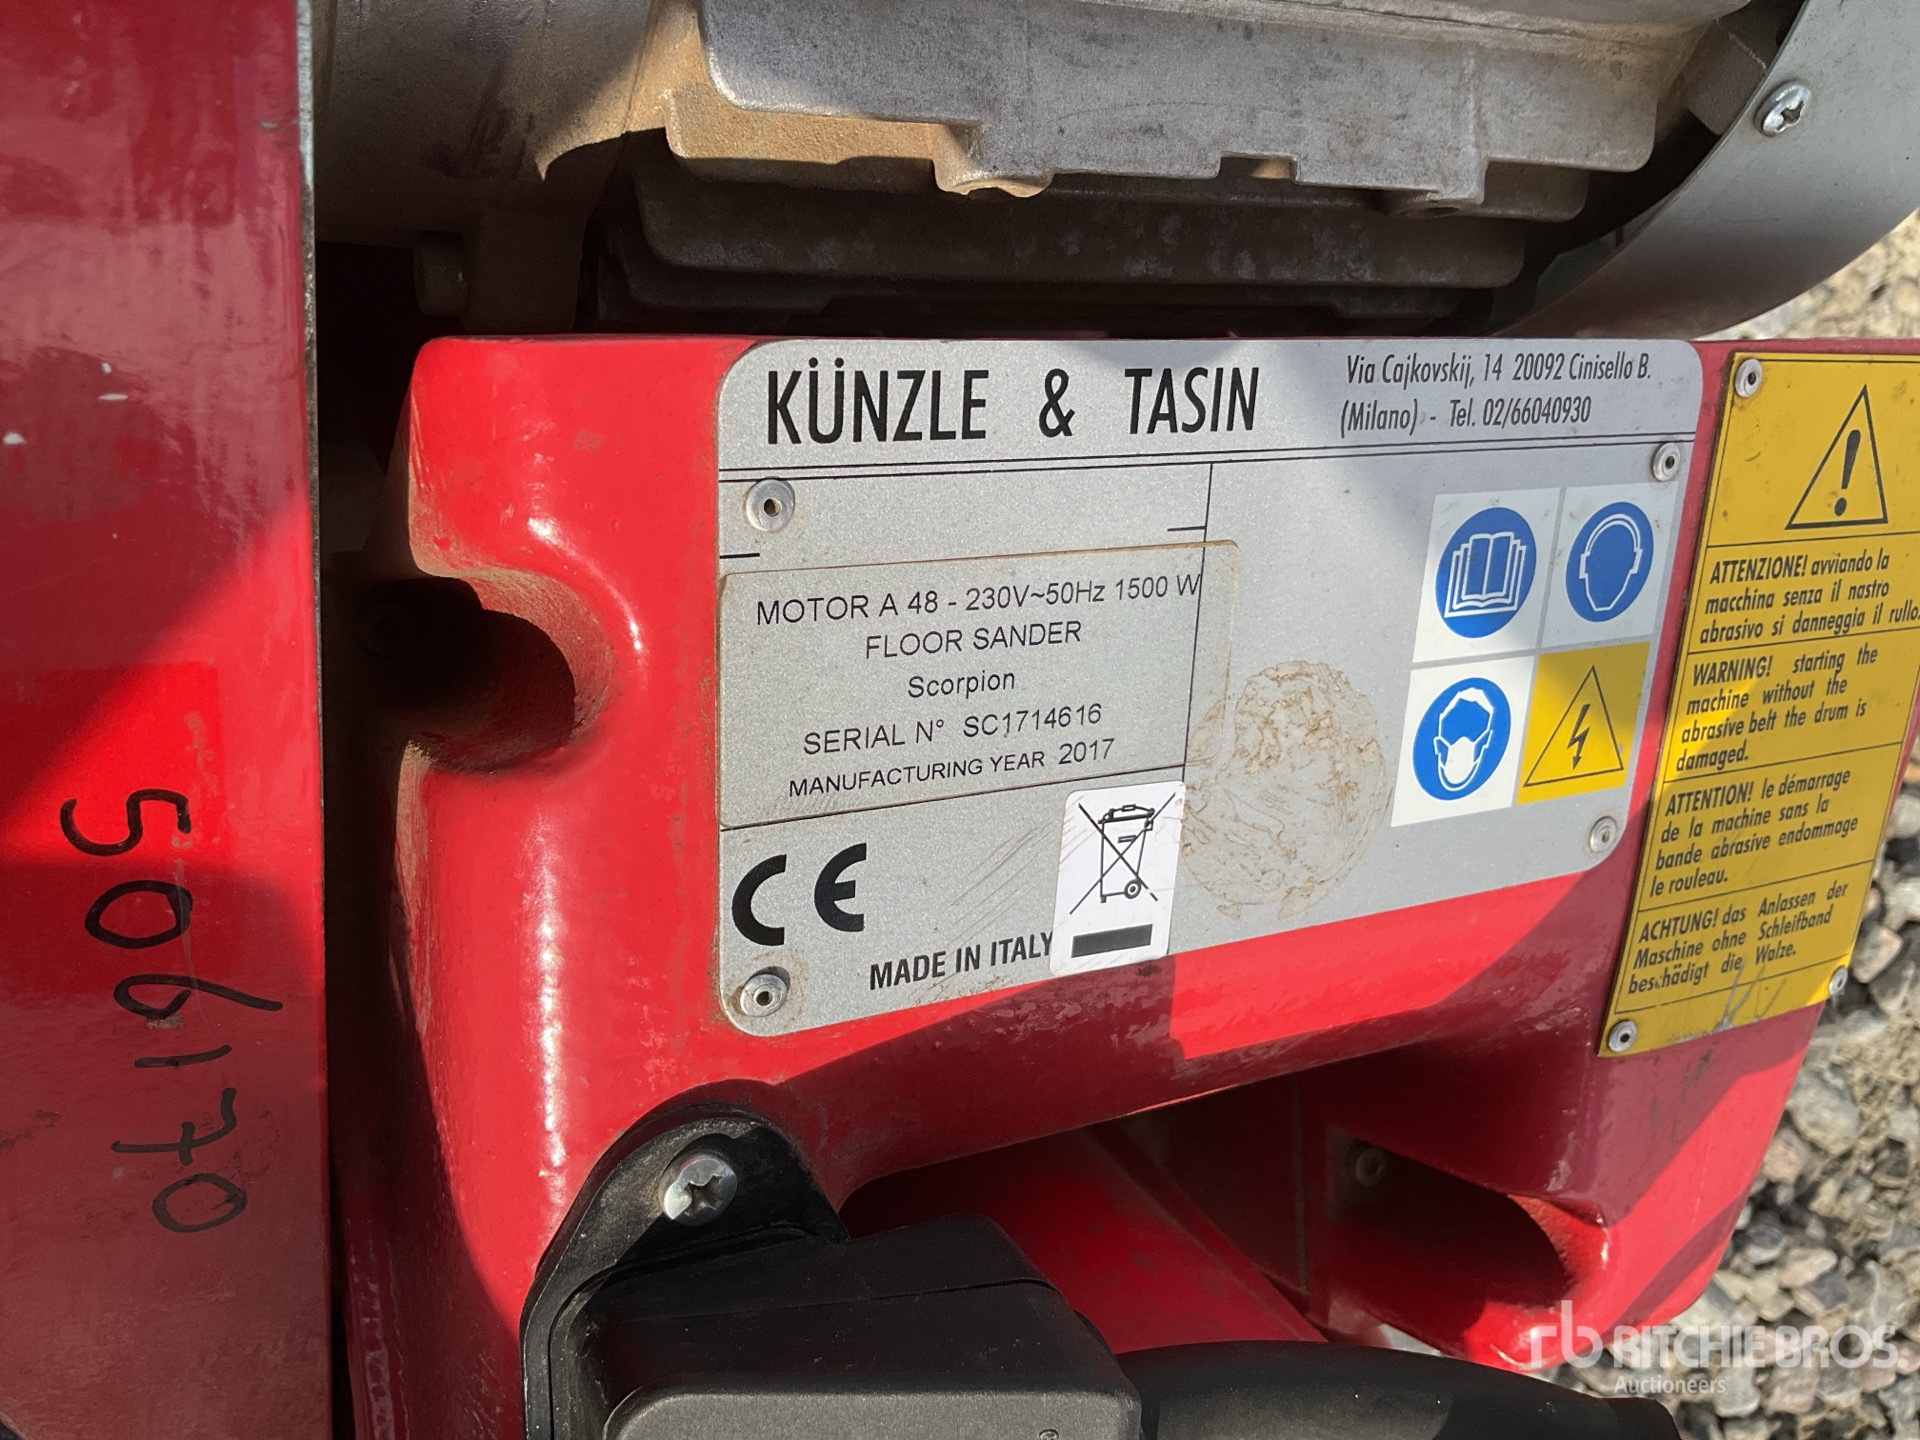 KÜNZLE & TASIN
Via Cajkovskij, 14 20092 Cinisello B.
(Milano) - Tel. 02/66040930
MOTOR A 48 - 230V~50Hz 1500 W
FLOOR SANDER
Scorpion
SERIAL N° SC1714616
MANUFACTURING YEAR 2017
CE
MADE IN ITALY
ATTENZIONE! avviando la
macchina senza il nastro
abrasivo si danneggia il rullo.
WARNING! starting the
machine without the
abrasive belt the drum is
damaged.
ATTENTION! le démarrage
de la machine sans la
bande abrasive endommage
le rouleau.
ACHTUNG! das Anlassen der
Maschine ohne Schleifband
beschädigt die Walze.
506170
rb RITCHIE BROS.
Auctioneers